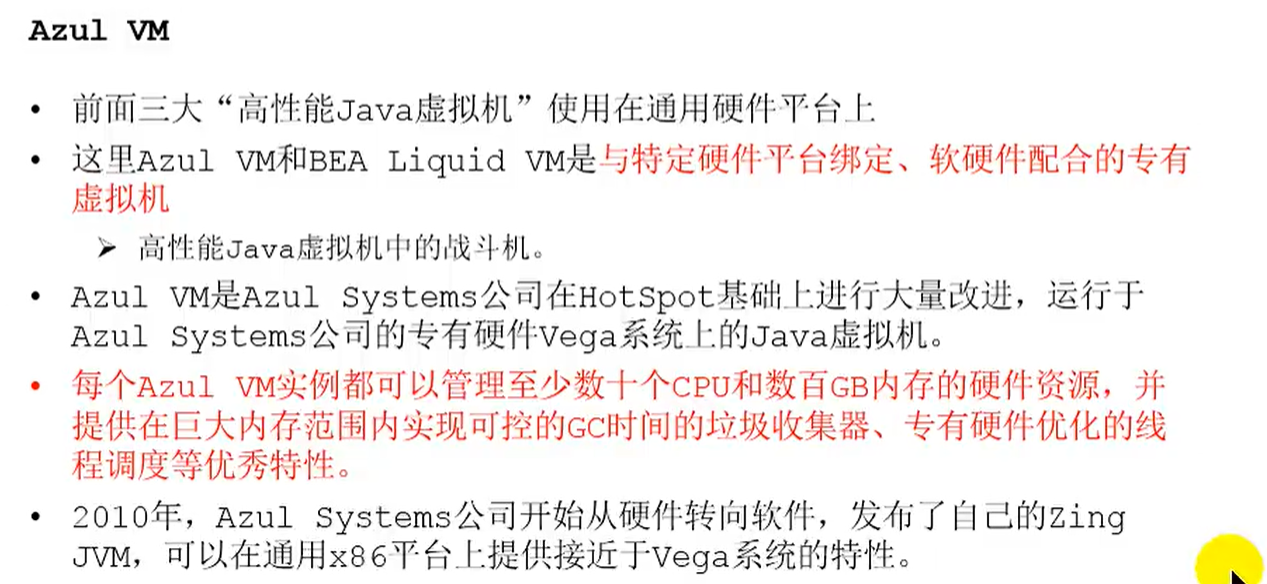 Azul VM
• 前面三大“高性能Java虚拟机”使用在通用硬件平台上
• 这里Azul VM和BEA Liquid VM是与特定硬件平台绑定、软硬件配合的专有
虚拟机
➢ 高性能Java虚拟机中的战斗机。
• Azul VM是Azul Systems公司在HotSpot基础上进行大量改进，运行于
Azul Systems公司的专有硬件Vega系统上的Java虚拟机。
• 每个Azul VM实例都可以管理至少数十个CPU和数百GB内存的硬件资源，并
提供在巨大内存范围内实现可控的GC时间的垃圾收集器、专有硬件优化的线
程调度等优秀特性。
• 2010年，Azul Systems公司开始从硬件转向软件，发布了自己的Zing
JVM，可以在通用x86平台上提供接近于Vega系统的特性。